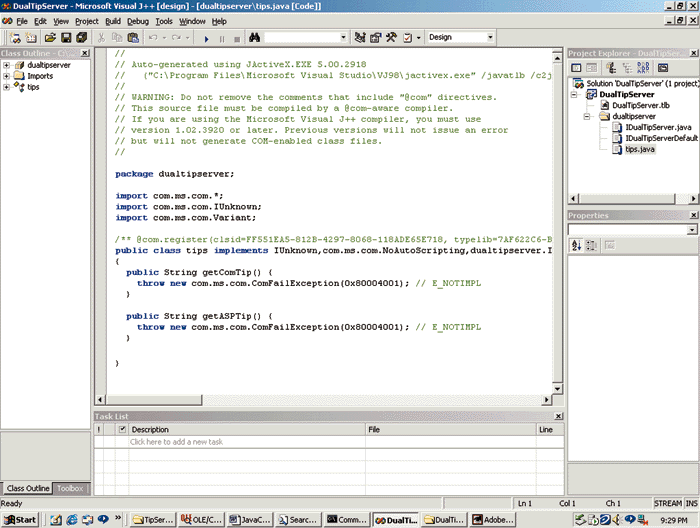 DualTipServer - Microsoft Visual J++ [design] - [dualtipserver\tips.java [Code]]
File Edit View Project Build Debug Tools Window Help
Design
Class Outline - C:\...
dualtipserver
Imports
tips
//
// Auto-generated using JActiveX.EXE 5.00.2918
// ("C:\Program Files\Microsoft Visual Studio\VJ98\jactivex.exe" /javatlb /c2j
//
// WARNING: Do not remove the comments that include "@com" directives.
// This source file must be compiled by a @com-aware compiler.
// If you are using the Microsoft Visual J++ compiler, you must use
// version 1.02.3920 or later. Previous versions will not issue an error
// but will not generate COM-enabled class files.
//
package dualtipserver;
import com.ms.com.*;
import com.ms.com.IUnknown;
import com.ms.com.Variant;
/** @com.register(clsid=FF551EA5-812B-4297-8068-118ADE65E718, typelib=7AF622C6-B
public class tips implements IUnknown,com.ms.com.NoAutoScripting,dualtipserver.I
{
public String getComTip() {
throw new com.ms.com.ComFailException(0x80004001); // E_NOTIMPL
}
public String getASPTip() {
throw new com.ms.com.ComFailException(0x80004001); // E_NOTIMPL
}
}
Project Explorer - DualTipSer...
Solution 'DualTipServer' (1 project)
DualTipServer
DualTipServer.tlb
dualtipserver
IDualTipServer.java
IDualTipServerDefault
tips.java
Properties
Task List
! Description File Line
Click here to add a new task
Class Outline Toolbox
Ready Ln 1 Col 1 Ch 1 STREAM INS
Start TipSer... OLE/C... JavaC... Searc... Comm... DualTi... DualTi... Adobe... 9:29 PM